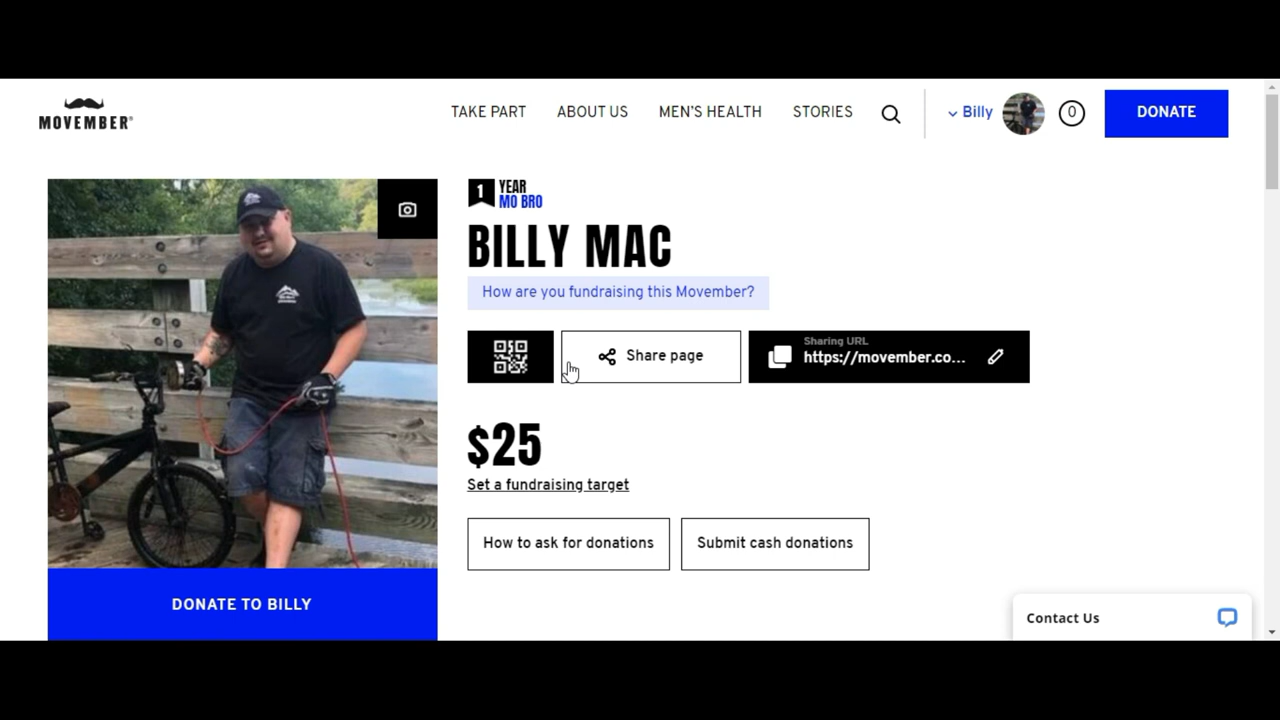 MOVEMBER®
TAKE PART ABOUT US MEN'S HEALTH STORIES Billy 0 DONATE
1 YEAR
MO BRO
BILLY MAC
How are you fundraising this Movember?
Share page
Sharing URL
https://movember.co...
$25
Set a fundraising target
How to ask for donations Submit cash donations
DONATE TO BILLY
Contact Us